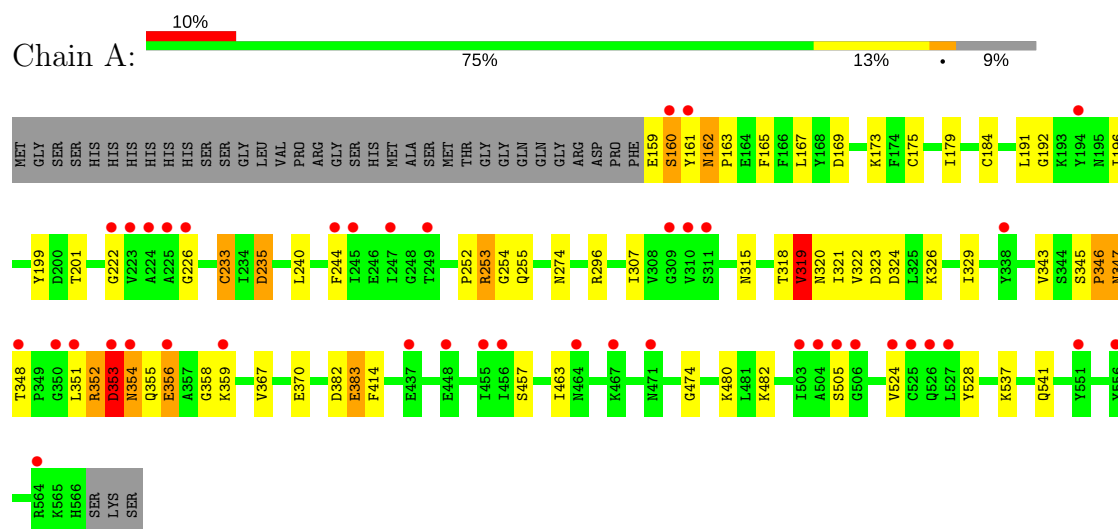 10%
Chain A:
75% 13% • 9%
MET GLY SER SER HIS HIS HIS HIS HIS HIS SER SER GLY LEU VAL PRO ARG GLY SER HIS MET ALA SER MET THR GLY GLY GLN GLN GLY ARG ASP PRO PHE E159 S160 Y161 N162 P163 E164 F165 F166 L167 Y168 D169 K173 F174 C175 I179 C184 L191 G192 K193 Y194 N195 I196
Y199 D200 T201 G222 V223 A224 A225 G226 C233 I234 D235 L240 F244 I245 E246 I247 G248 T249 P252 R253 G254 Q255 N274 R296 I307 V308 G309 V310 S311 N315 T318 V319 N320 I321 V322 D323 D324 L325 K326 I329 Y338 V343 S344 S345 P346 N347
T348 P349 G350 L351 R352 D353 N354 Q355 E356 A357 G358 K359 V367 E370 D382 E383 F414 E437 E448 I455 I456 S457 I463 N464 K467 N471 G474 K480 L481 K482 I503 A504 S505 G506 V524 C525 Q526 L527 Y528 K537 Q541 Y551 Y556
R564 K565 H566 SER LYS SER